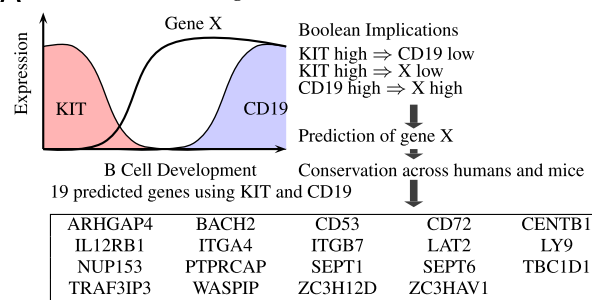 Gene X
Expression
KIT
CD19
B Cell Development
Boolean Implications
KIT high ⇒ CD19 low
KIT high ⇒ X low
CD19 high ⇒ X high
Prediction of gene X
Conservation across humans and mice
19 predicted genes using KIT and CD19
ARHGAP4 BACH2 CD53 CD72 CENTB1
IL12RB1 ITGA4 ITGB7 LAT2 LY9
NUP153 PTPRCAP SEPT1 SEPT6 TBC1D1
TRAF3IP3 WASPIP ZC3H12D ZC3HAV1